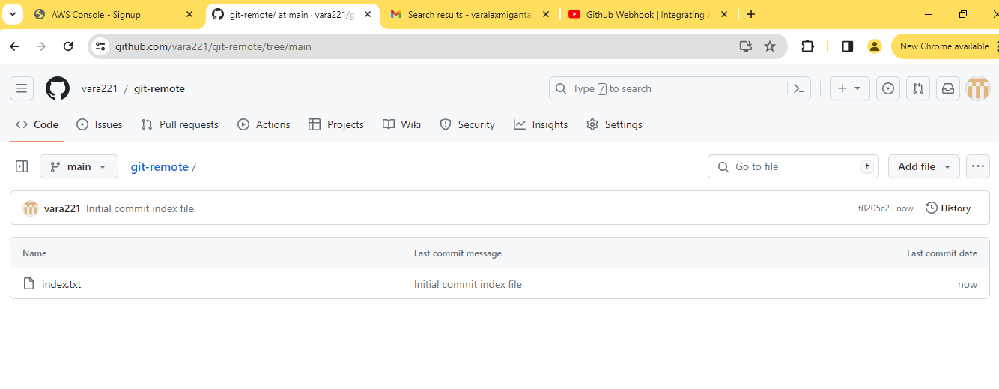 AWS Console - Signup
git-remote/ at main · vara221/g
Search results - varalaxmiganta
Github Webhook | Integrating J
github.com/vara221/git-remote/tree/main
New Chrome available
vara221 / git-remote
Type / to search
Code Issues Pull requests Actions Projects Wiki Security Insights Settings
main git-remote / Go to file t Add file
vara221 Initial commit index file f8205c2 · now History
Name Last commit message Last commit date
index.txt Initial commit index file now